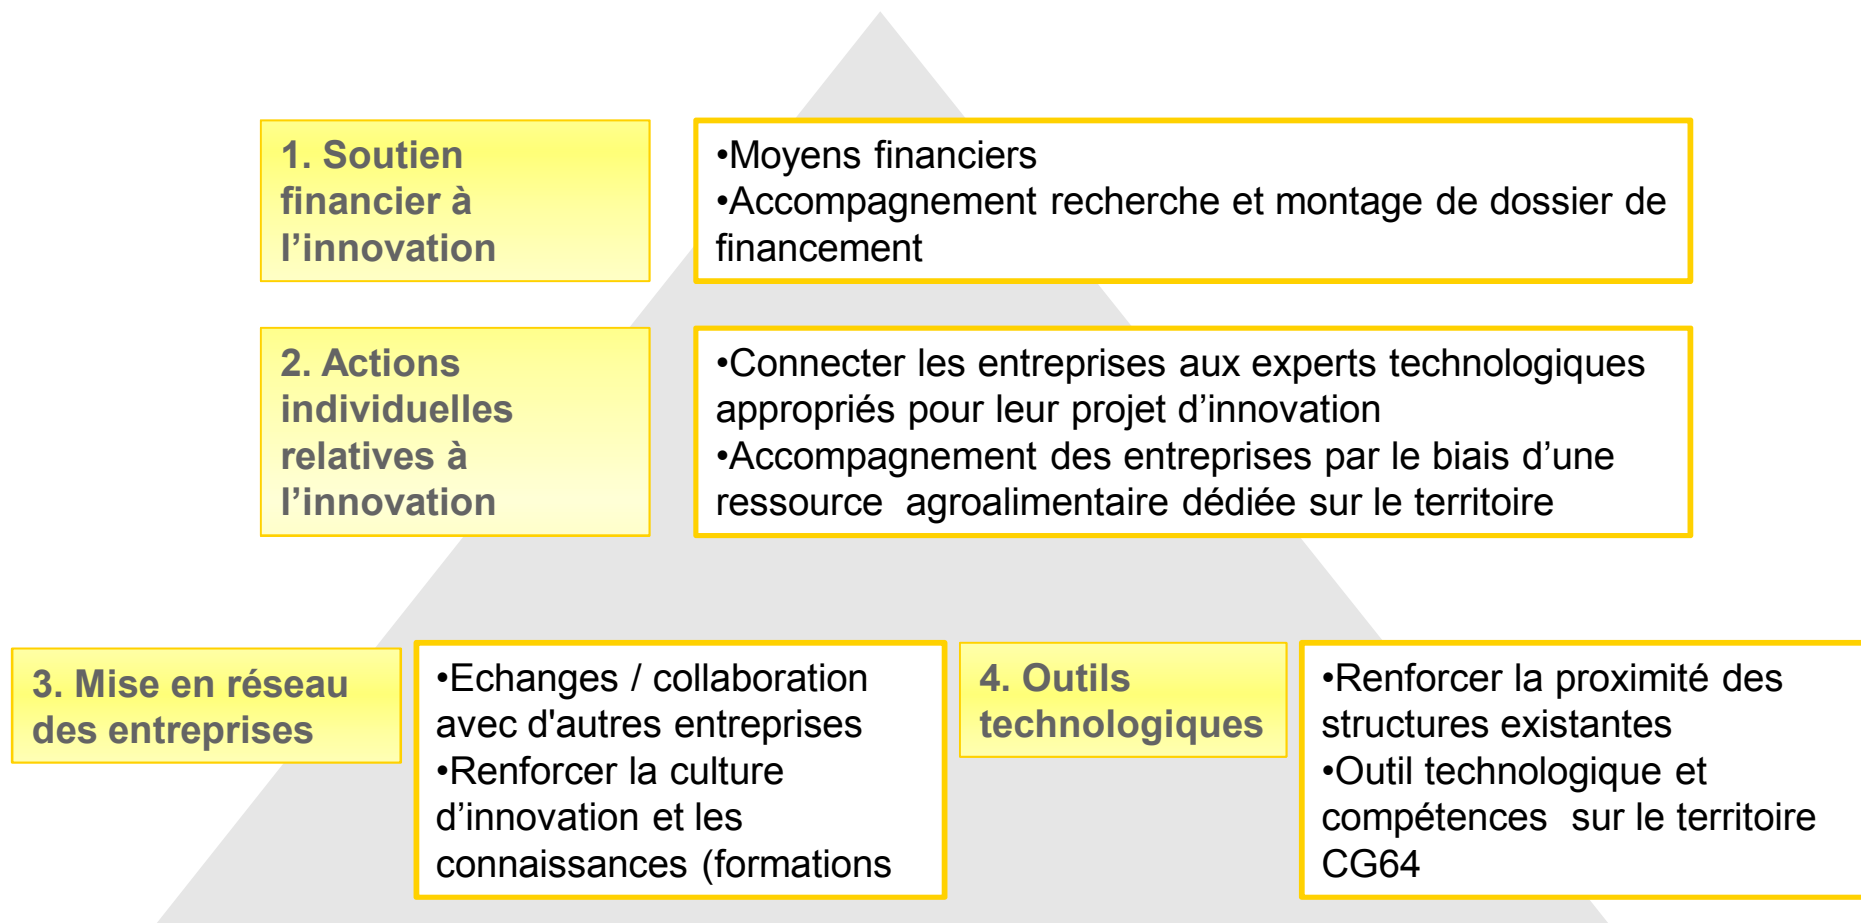 1. Soutien
financier à
l’innovation
•Moyens financiers
•Accompagnement recherche et montage de dossier de
financement
2. Actions
individuelles
relatives à
l’innovation
•Connecter les entreprises aux experts technologiques
appropriés pour leur projet d’innovation
•Accompagnement des entreprises par le biais d’une
ressource  agroalimentaire dédiée sur le territoire
3. Mise en réseau
des entreprises
•Echanges / collaboration
avec d'autres entreprises
•Renforcer la culture
d’innovation et les
connaissances (formations
4. Outils
technologiques
•Renforcer la proximité des
structures existantes
•Outil technologique et
compétences  sur le territoire
CG64